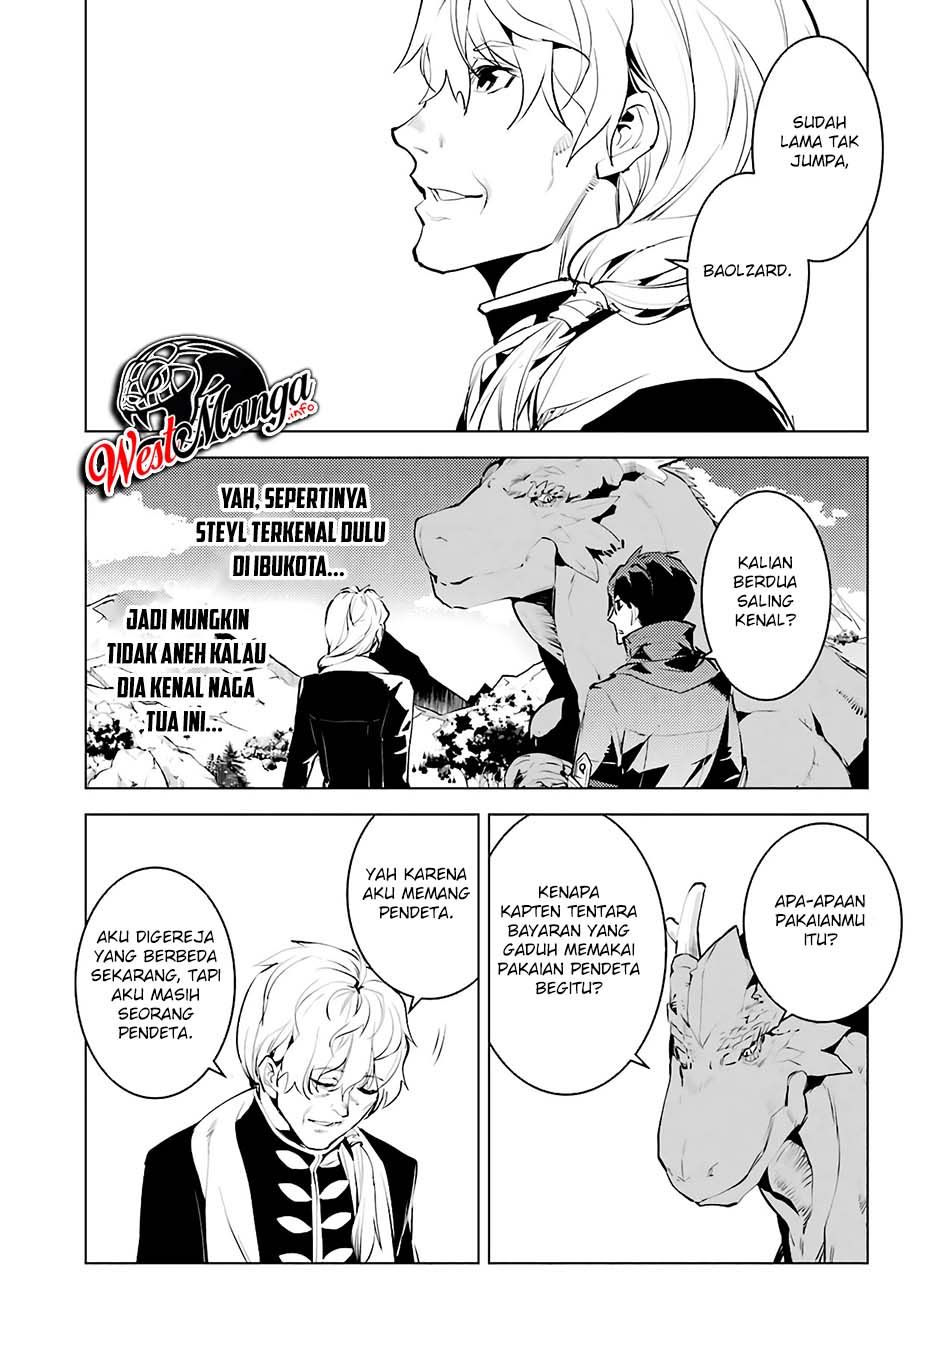 SUDAH
LAMA TAK
JUMPA,
BAOLZARD.
WestManga
.info
KALIAN
BERDUA
SALING
KENAL?
YAH, SEPERTINYA
STEYL TERKENAL DULU
DI IBUKOTA...
JADI MUNGKIN
TIDAK ANEH KALAU
DIA KENAL NAGA
TUA INI...
APA-APAAN
PAKAIANMU
ITU?
KENAPA
KAPTEN TENTARA
BAYARAN YANG
GADUH MEMAKAI
PAKAIAN PENDETA
BEGITU?
YAH KARENA
AKU MEMANG
PENDETA.
AKU DIGEREJA
YANG BERBEDA
SEKARANG, TAPI
AKU MASIH
SEORANG
PENDETA.